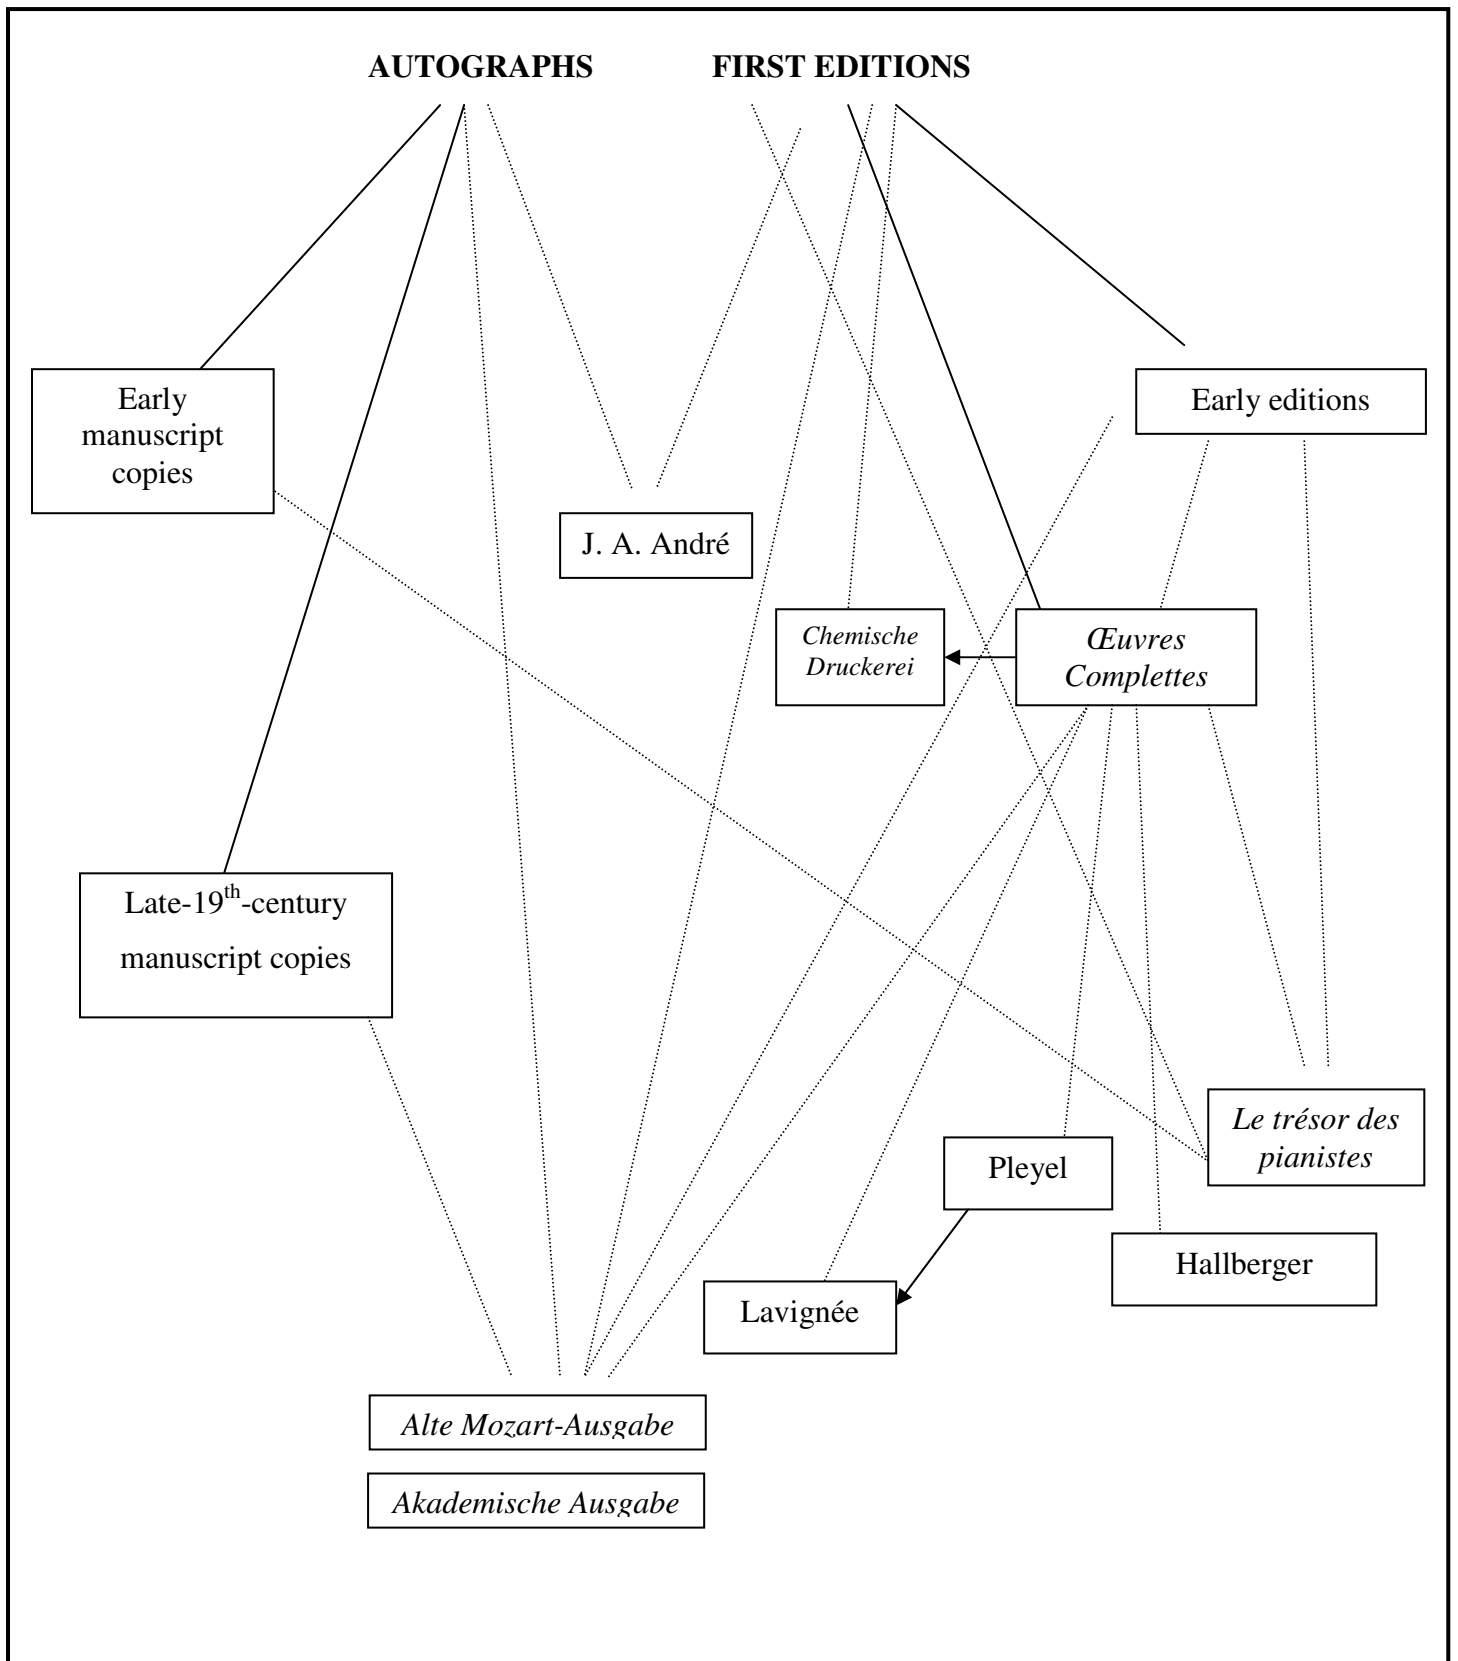 AUTOGRAPHS FIRST EDITIONS
Early
manuscript
copies
Early editions
J. A. André
Chemische
Druckerei
Œuvres
Complettes
Late-19th-century
manuscript copies
Le trésor des
pianistes
Pleyel
Hallberger
Lavignée
Alte Mozart-Ausgabe
Akademische Ausgabe